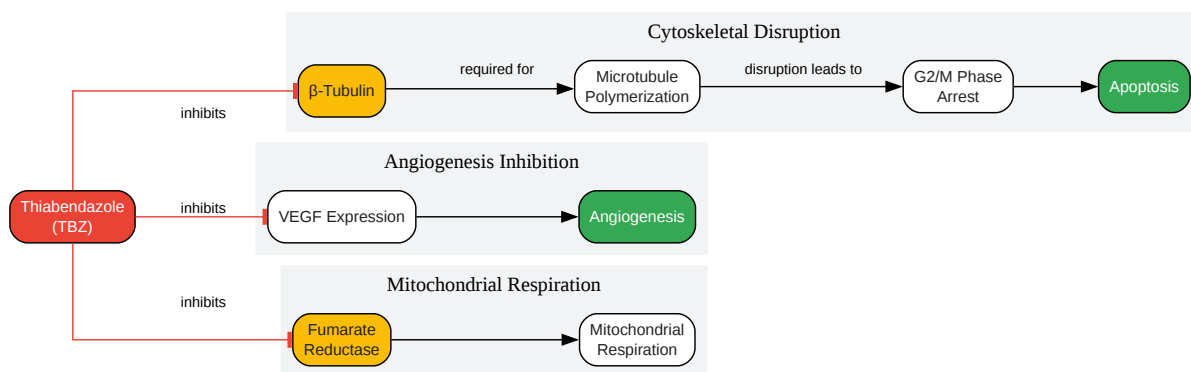 Cytoskeletal Disruption
β-Tubulin
required for
Microtubule
Polymerization
disruption leads to
G2/M Phase
Arrest
Apoptosis
inhibits
Angiogenesis Inhibition
Thiabendazole
(TBZ)
inhibits
VEGF Expression
Angiogenesis
Mitochondrial Respiration
inhibits
Fumarate
Reductase
Mitochondrial
Respiration